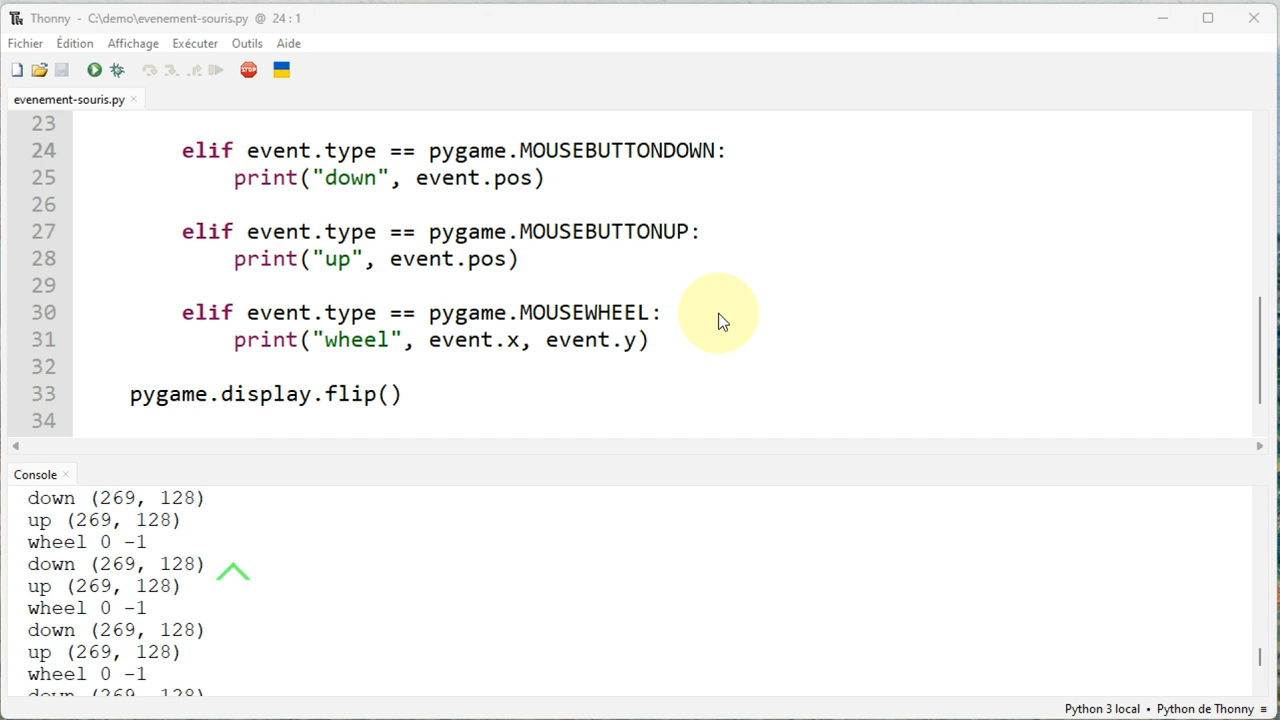 Thonny - C:\demo\evenement-souris.py @ 24 : 1
Fichier Édition Affichage Exécuter Outils Aide
STOP
evenement-souris.py ×
23
24 elif event.type == pygame.MOUSEBUTTONDOWN:
25 print("down", event.pos)
26
27 elif event.type == pygame.MOUSEBUTTONUP:
28 print("up", event.pos)
29
30 elif event.type == pygame.MOUSEWHEEL:
31 print("wheel", event.x, event.y)
32
33 pygame.display.flip()
34
Console ×
down (269, 128)
up (269, 128)
wheel 0 -1
down (269, 128)
up (269, 128)
wheel 0 -1
down (269, 128)
up (269, 128)
wheel 0 -1
down (269, 128)
Python 3 local • Python de Thonny ≡